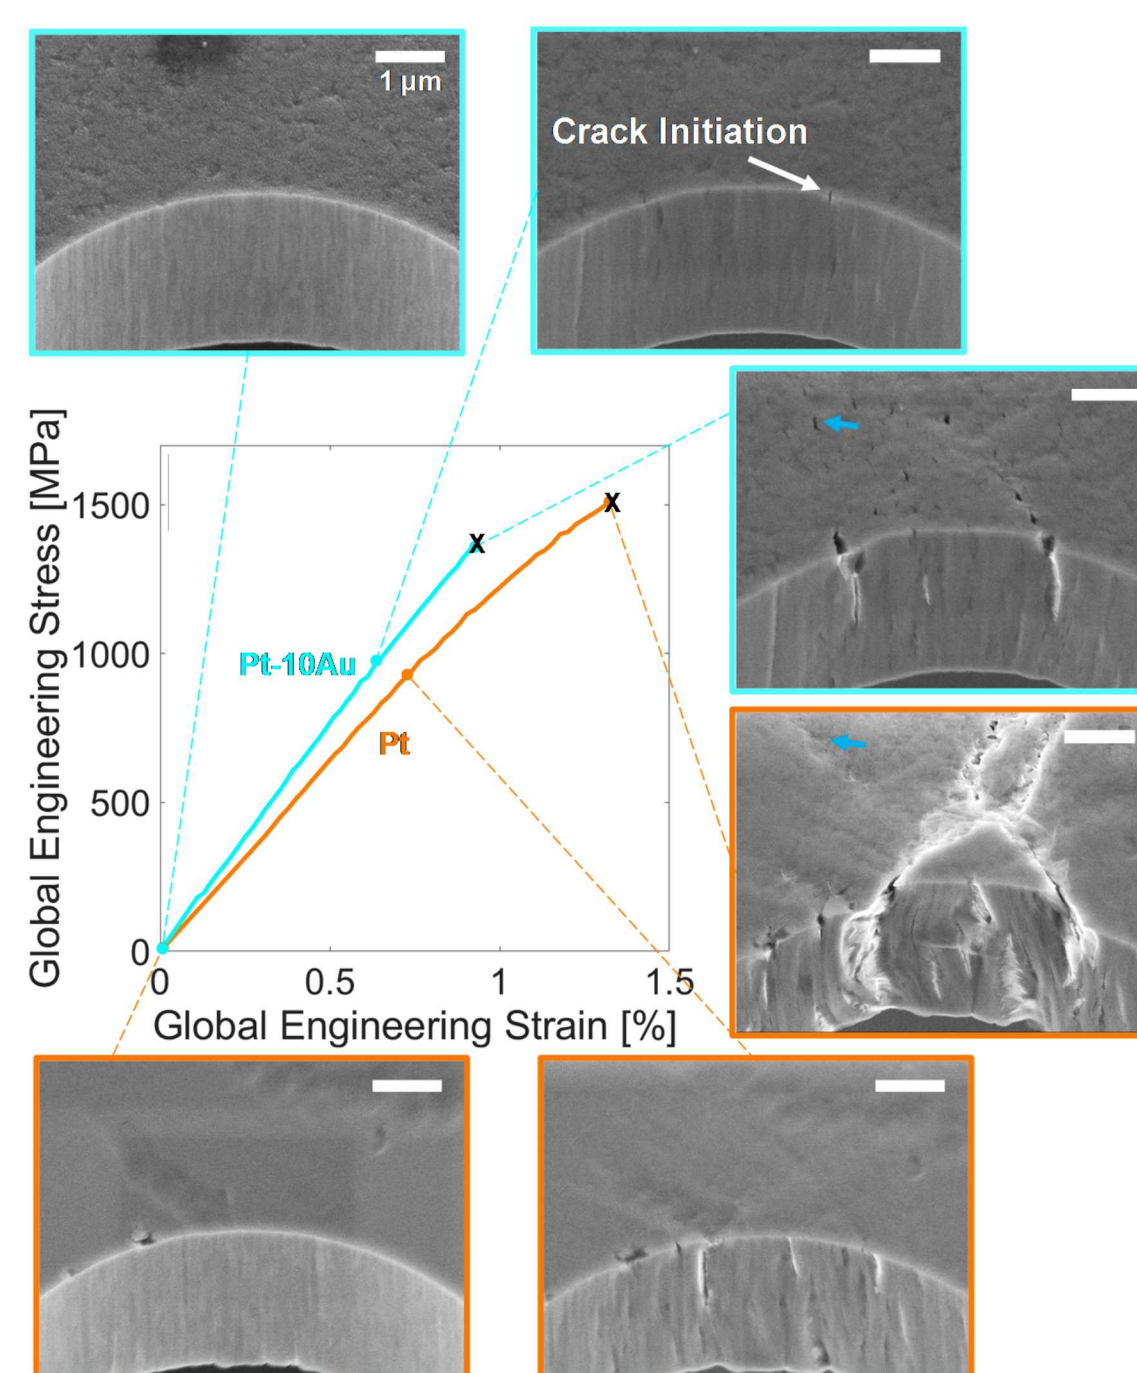 1 µm
Crack Initiation
Global Engineering Stress [MPa]
1500
1000
500
0
X
X
Pt-10Au
Pt
0
0.5
1
1.5
Global Engineering Strain [%]